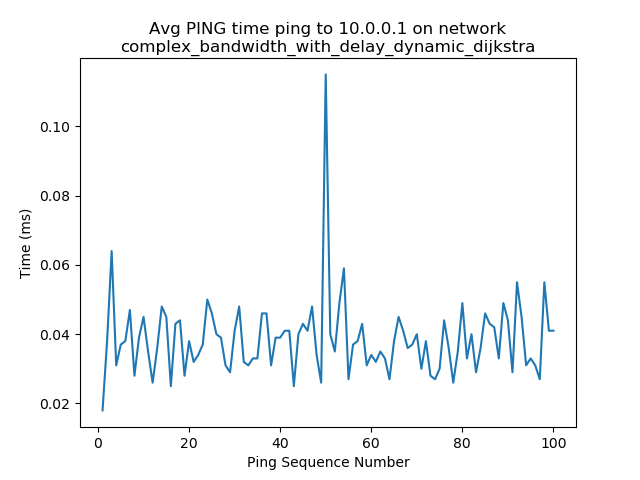 Avg PING time ping to 10.0.0.1 on network
complex_bandwidth_with_delay_dynamic_dijkstra
0.10
0.08
0.06
0.04
0.02
Time (ms)
0 20 40 60 80 100
Ping Sequence Number